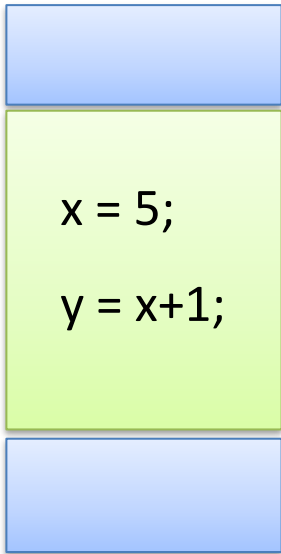 x = 5;
y = x+1;